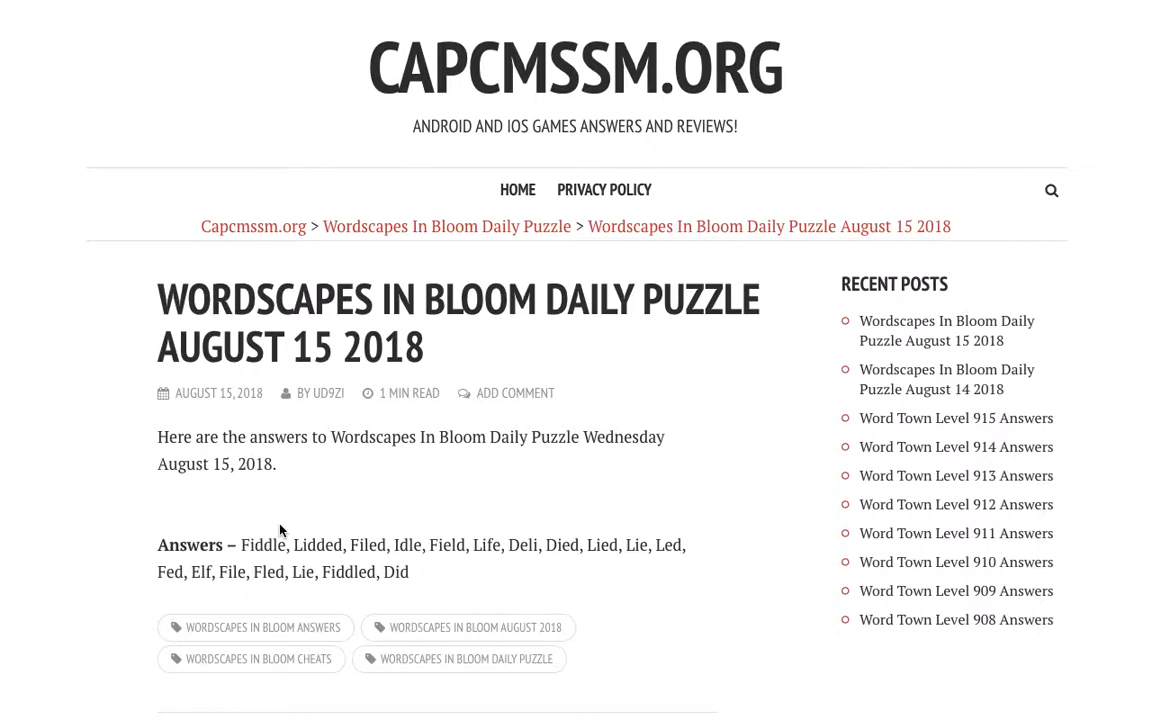 CAPCMSSM.ORG
ANDROID AND IOS GAMES ANSWERS AND REVIEWS!
HOME PRIVACY POLICY
Capcmssm.org > Wordscapes In Bloom Daily Puzzle > Wordscapes In Bloom Daily Puzzle August 15 2018
WORDSCAPES IN BLOOM DAILY PUZZLE
AUGUST 15 2018
AUGUST 15, 2018 BY UD9ZI 1 MIN READ ADD COMMENT
Here are the answers to Wordscapes In Bloom Daily Puzzle Wednesday
August 15, 2018.
Answers – Fiddle, Lidded, Filed, Idle, Field, Life, Deli, Died, Lied, Lie, Led,
Fed, Elf, File, Fled, Lie, Fiddled, Did
WORDSCAPES IN BLOOM ANSWERS WORDSCAPES IN BLOOM AUGUST 2018
WORDSCAPES IN BLOOM CHEATS WORDSCAPES IN BLOOM DAILY PUZZLE
RECENT POSTS
Wordscapes In Bloom Daily
Puzzle August 15 2018
Wordscapes In Bloom Daily
Puzzle August 14 2018
Word Town Level 915 Answers
Word Town Level 914 Answers
Word Town Level 913 Answers
Word Town Level 912 Answers
Word Town Level 911 Answers
Word Town Level 910 Answers
Word Town Level 909 Answers
Word Town Level 908 Answers